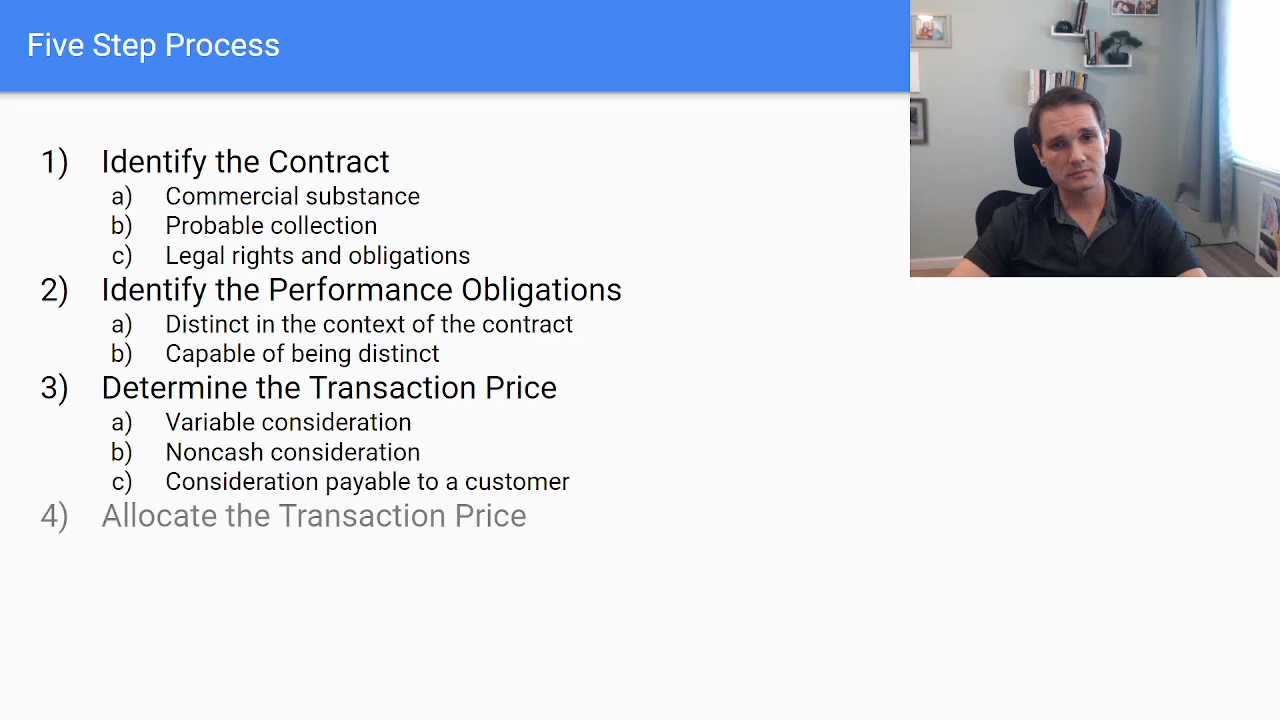 Five Step Process
1) Identify the Contract
a) Commercial substance
b) Probable collection
c) Legal rights and obligations
2) Identify the Performance Obligations
a) Distinct in the context of the contract
b) Capable of being distinct
3) Determine the Transaction Price
a) Variable consideration
b) Noncash consideration
c) Consideration payable to a customer
4) Allocate the Transaction Price